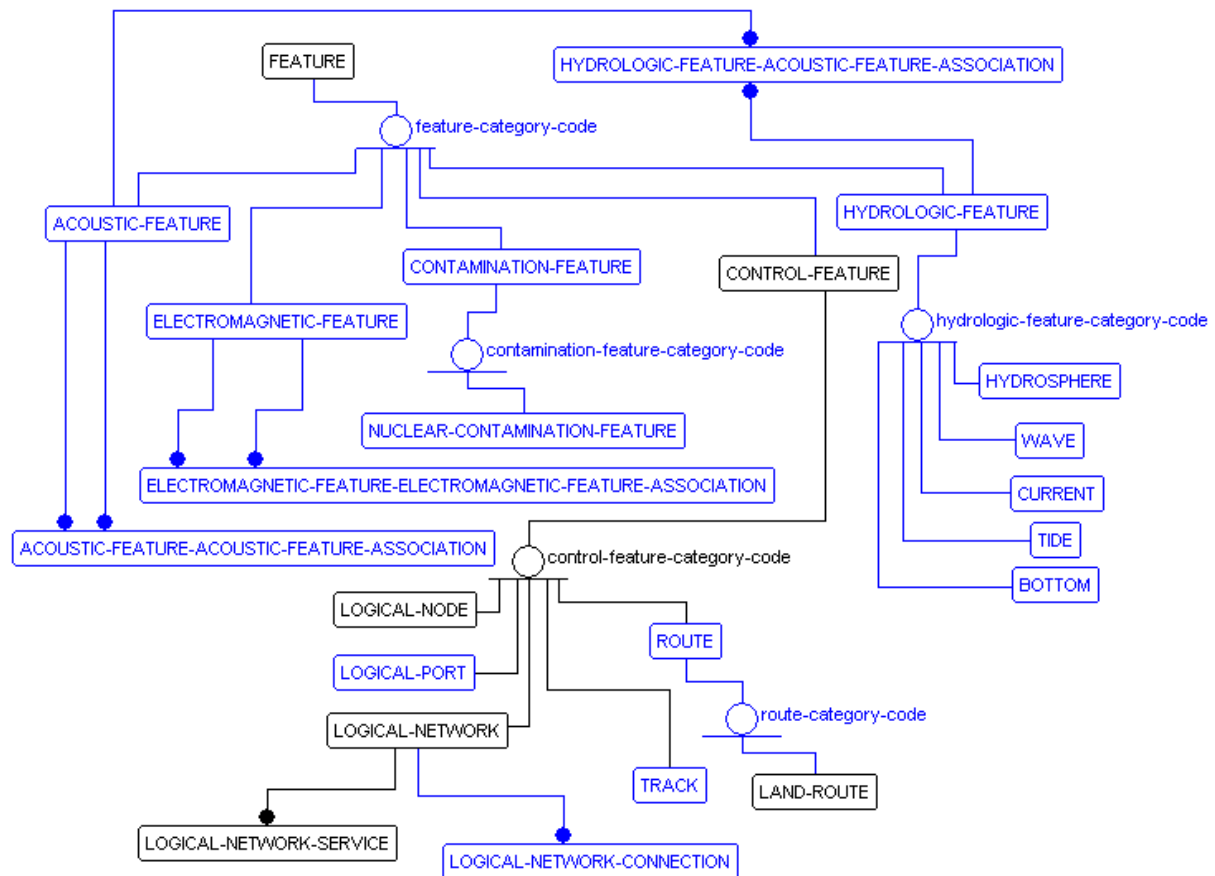 FEATURE
HYDROLOGIC-FEATURE-ACOUSTIC-FEATURE-ASSOCIATION
feature-category-code
ACOUSTIC-FEATURE
HYDROLOGIC-FEATURE
CONTAMINATION-FEATURE
CONTROL-FEATURE
ELECTROMAGNETIC-FEATURE
hydrologic-feature-category-code
contamination-feature-category-code
HYDROSPHERE
NUCLEAR-CONTAMINATION-FEATURE
WAVE
ELECTROMAGNETIC-FEATURE-ELECTROMAGNETIC-FEATURE-ASSOCIATION
CURRENT
TIDE
ACOUSTIC-FEATURE-ACOUSTIC-FEATURE-ASSOCIATION
control-feature-category-code
BOTTOM
LOGICAL-NODE
ROUTE
LOGICAL-PORT
route-category-code
LOGICAL-NETWORK
TRACK
LAND-ROUTE
LOGICAL-NETWORK-SERVICE
LOGICAL-NETWORK-CONNECTION